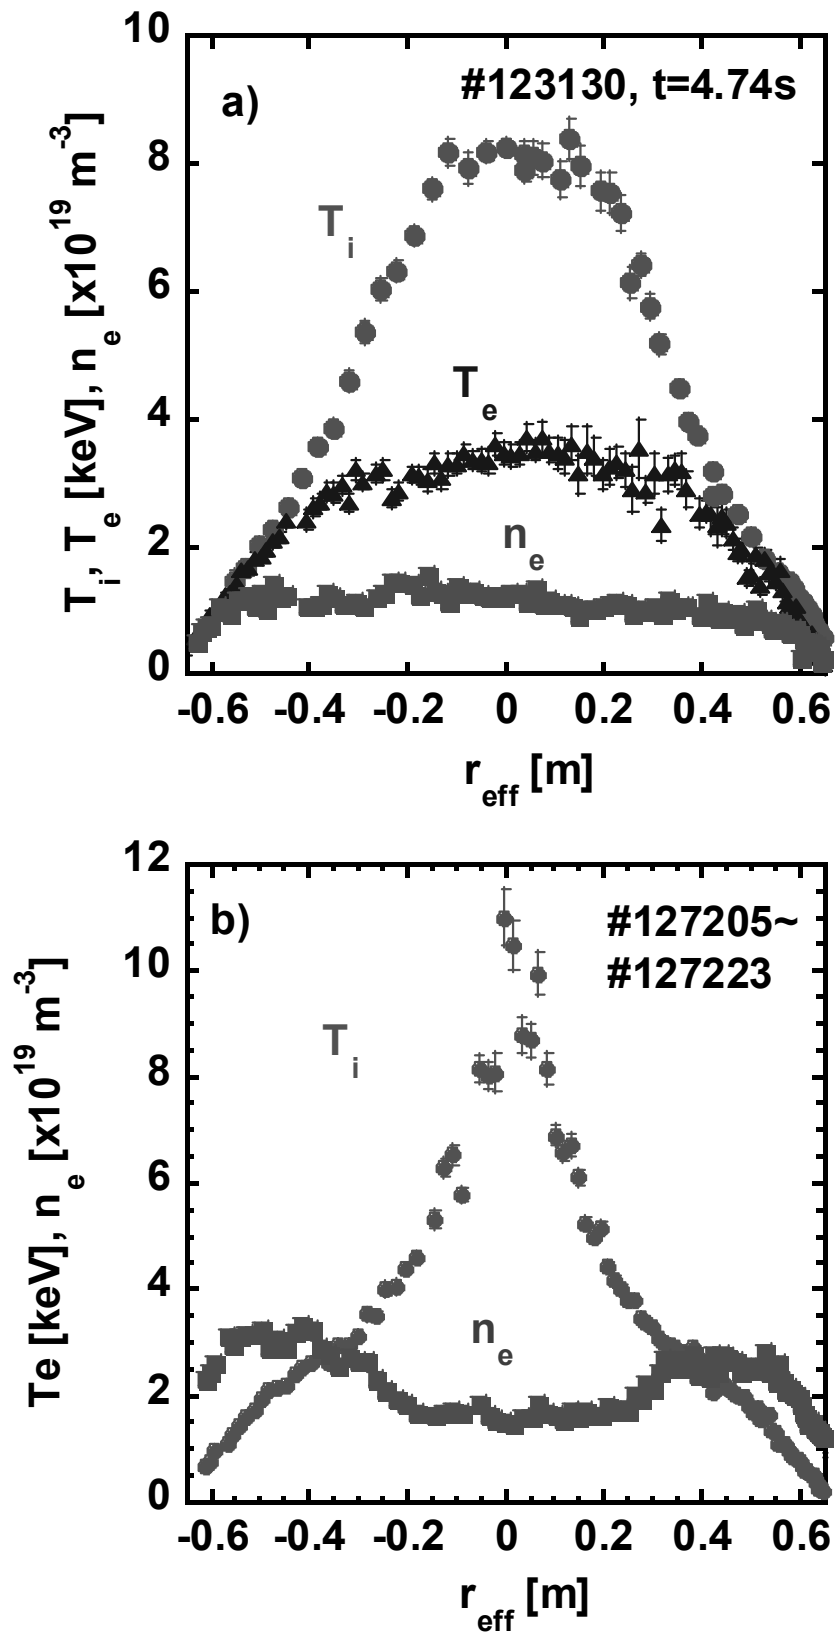 10
8
6
4
2
0
T_i, T_e [keV], n_e [x10^19 m^-3]
a)
#123130, t=4.74s
T_i
T_e
n_e
-0.6 -0.4 -0.2 0 0.2 0.4 0.6
r_eff [m]
12
10
8
6
4
2
0
Te [keV], n_e [x10^19 m^-3]
b)
#127205~
#127223
T_i
n_e
-0.6 -0.4 -0.2 0 0.2 0.4 0.6
r_eff [m]